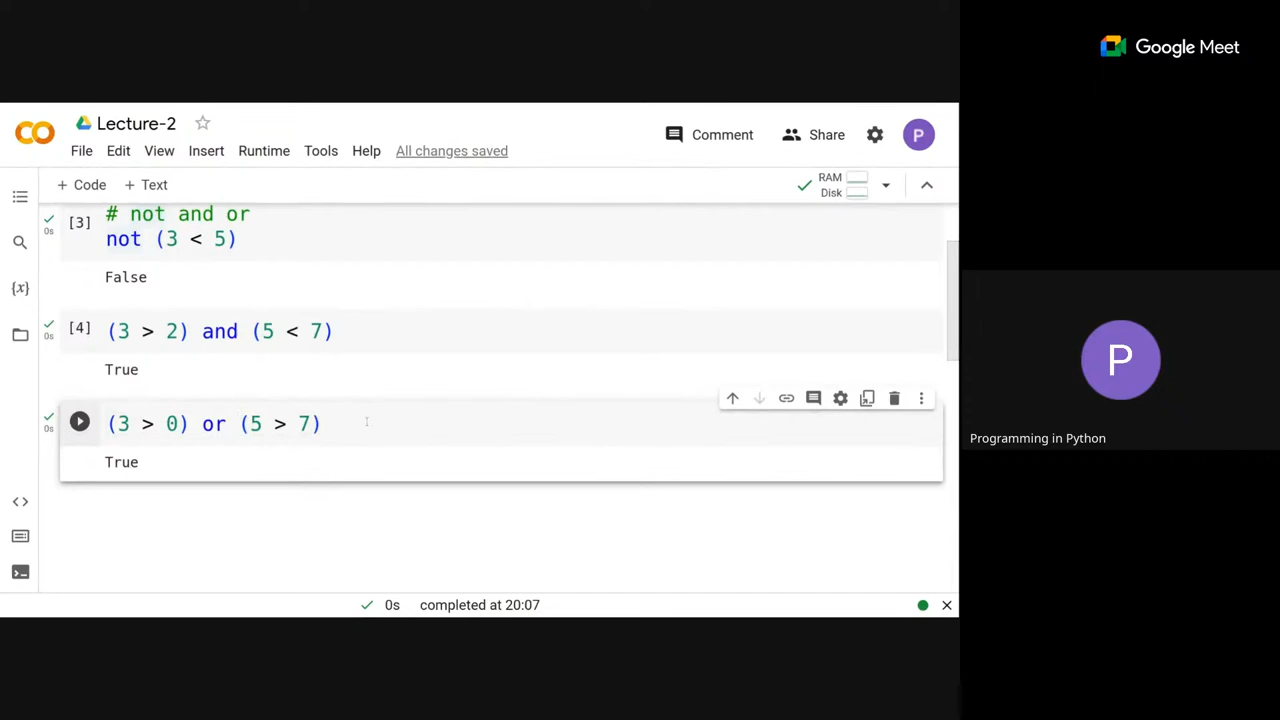 Google Meet
Lecture-2
Comment
Share
P
File Edit View Insert Runtime Tools Help All changes saved
+ Code + Text
RAM
Disk
0s
[3]
# not and or
not (3 < 5)
False
0s
[4]
(3 > 2) and (5 < 7)
True
0s
(3 > 0) or (5 > 7)
True
{x}
0s completed at 20:07
P
Programming in Python